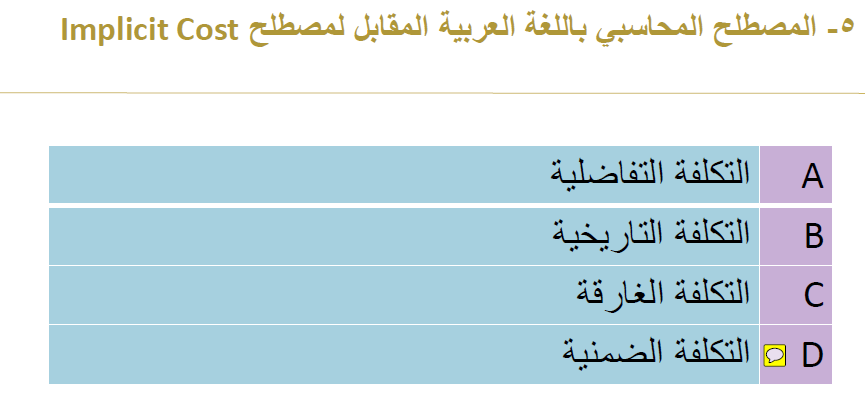 ٥- المصطلح المحاسبي باللغة العربية المقابل لمصطلح Implicit Cost
A التكلفة التفاضلية
B التكلفة التاريخية
C التكلفة الغارقة
D التكلفة الضمنية